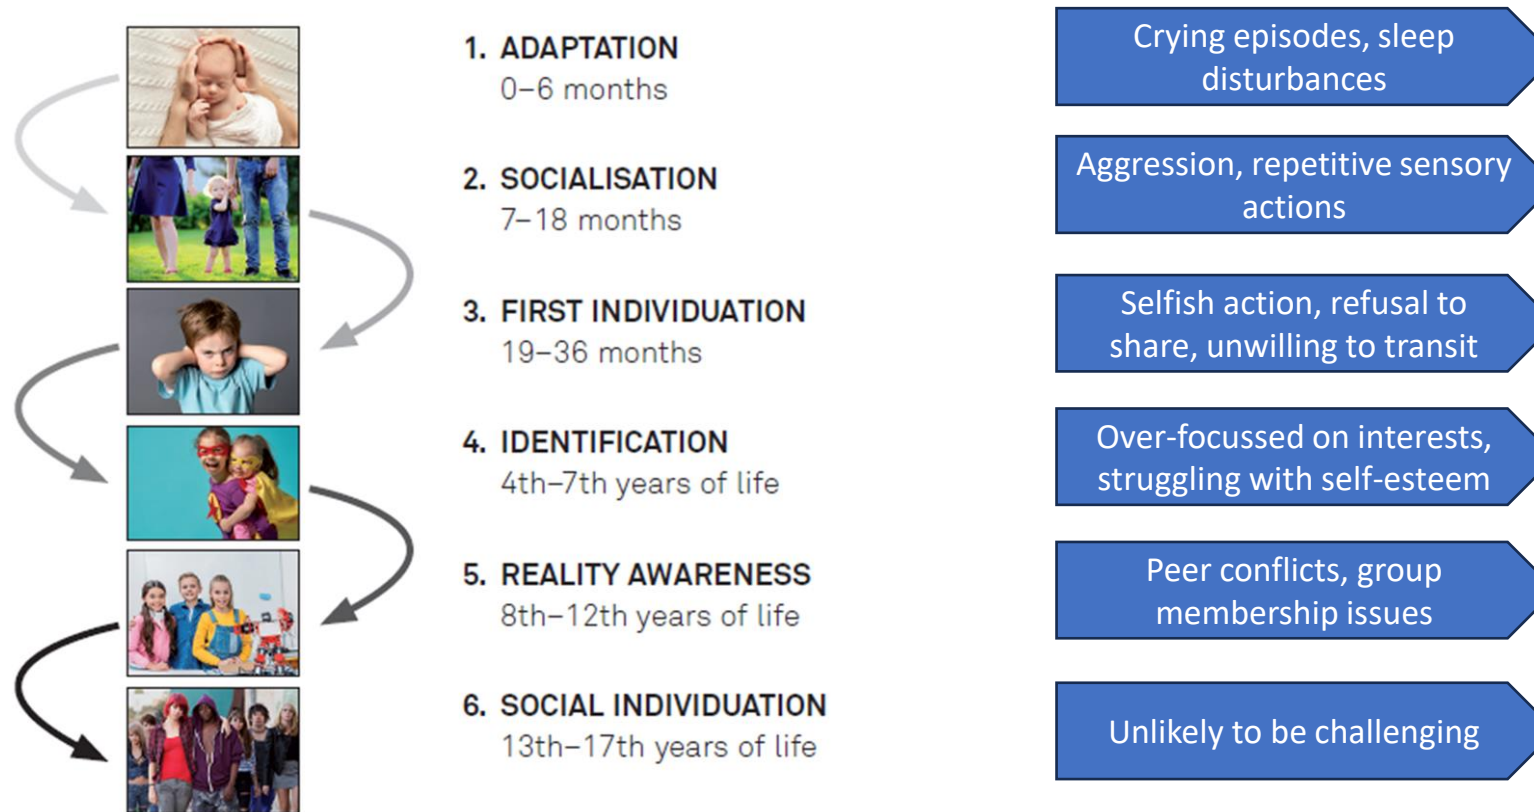 1. ADAPTATION
0–6 months
Crying episodes, sleep
disturbances
2. SOCIALISATION
7–18 months
Aggression, repetitive sensory
actions
3. FIRST INDIVIDUATION
19–36 months
Selfish action, refusal to
share, unwilling to transit
4. IDENTIFICATION
4th–7th years of life
Over-focussed on interests,
struggling with self-esteem
5. REALITY AWARENESS
8th–12th years of life
Peer conflicts, group
membership issues
6. SOCIAL INDIVIDUATION
13th–17th years of life
Unlikely to be challenging